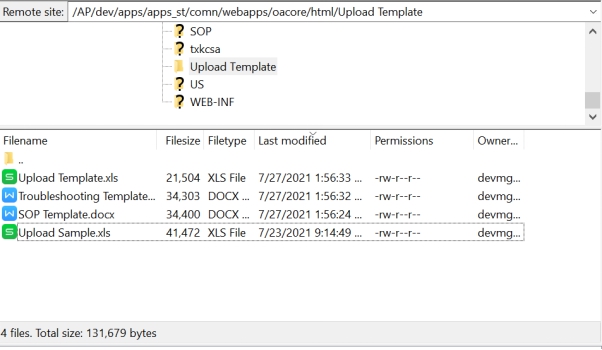 Remote site: /AP/dev/apps/apps_st/comn/webapps/oacore/html/Upload Template
SOP
txkcsa
Upload Template
US
WEB-INF
Filename Filesize Filetype Last modified Permissions Owner...
..
Upload Template.xls 21,504 XLS File 7/27/2021 1:56:33 ... -rw-r--r-- devmg...
Troubleshooting Template... 34,303 DOCX ... 7/27/2021 1:56:32 ... -rw-r--r-- devmg...
SOP Template.docx 34,400 DOCX ... 7/27/2021 1:56:24 ... -rw-r--r-- devmg...
Upload Sample.xls 41,472 XLS File 7/23/2021 9:14:49 ... -rw-r--r-- devmg...
4 files. Total size: 131,679 bytes